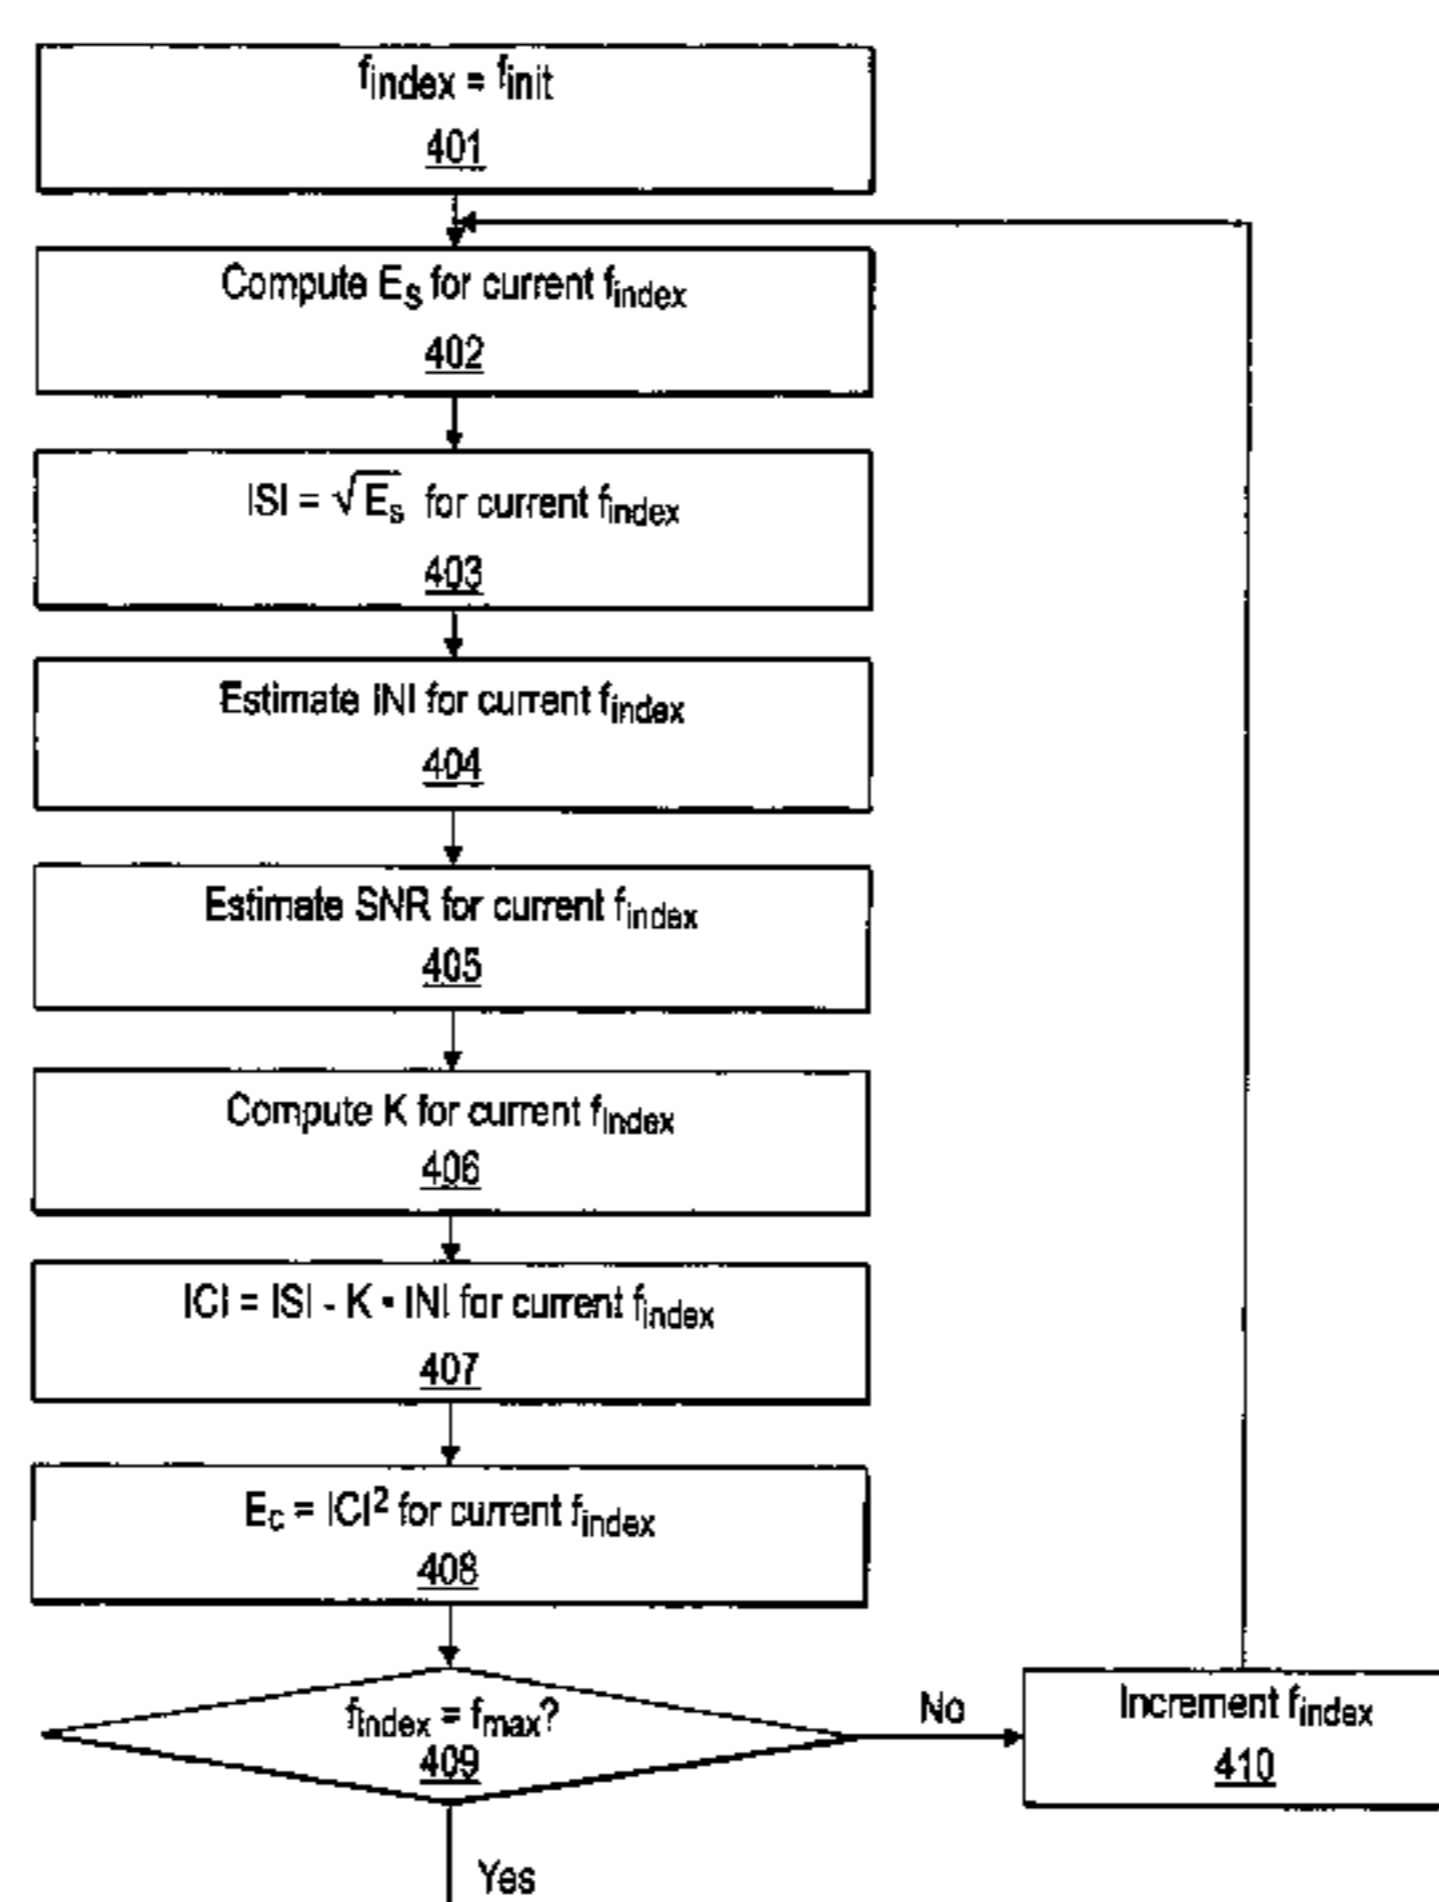 f_index = f_init
401
Compute E_S for current f_index
402
|S| = √E_s for current f_index
403
Estimate |N| for current f_index
404
Estimate SNR for current f_index
405
Compute K for current f_index
406
|C| = |S| - K • |N| for current f_index
407
E_c = |C|² for current f_index
408
f_index = f_max?
409
No
Increment f_index
410
Yes